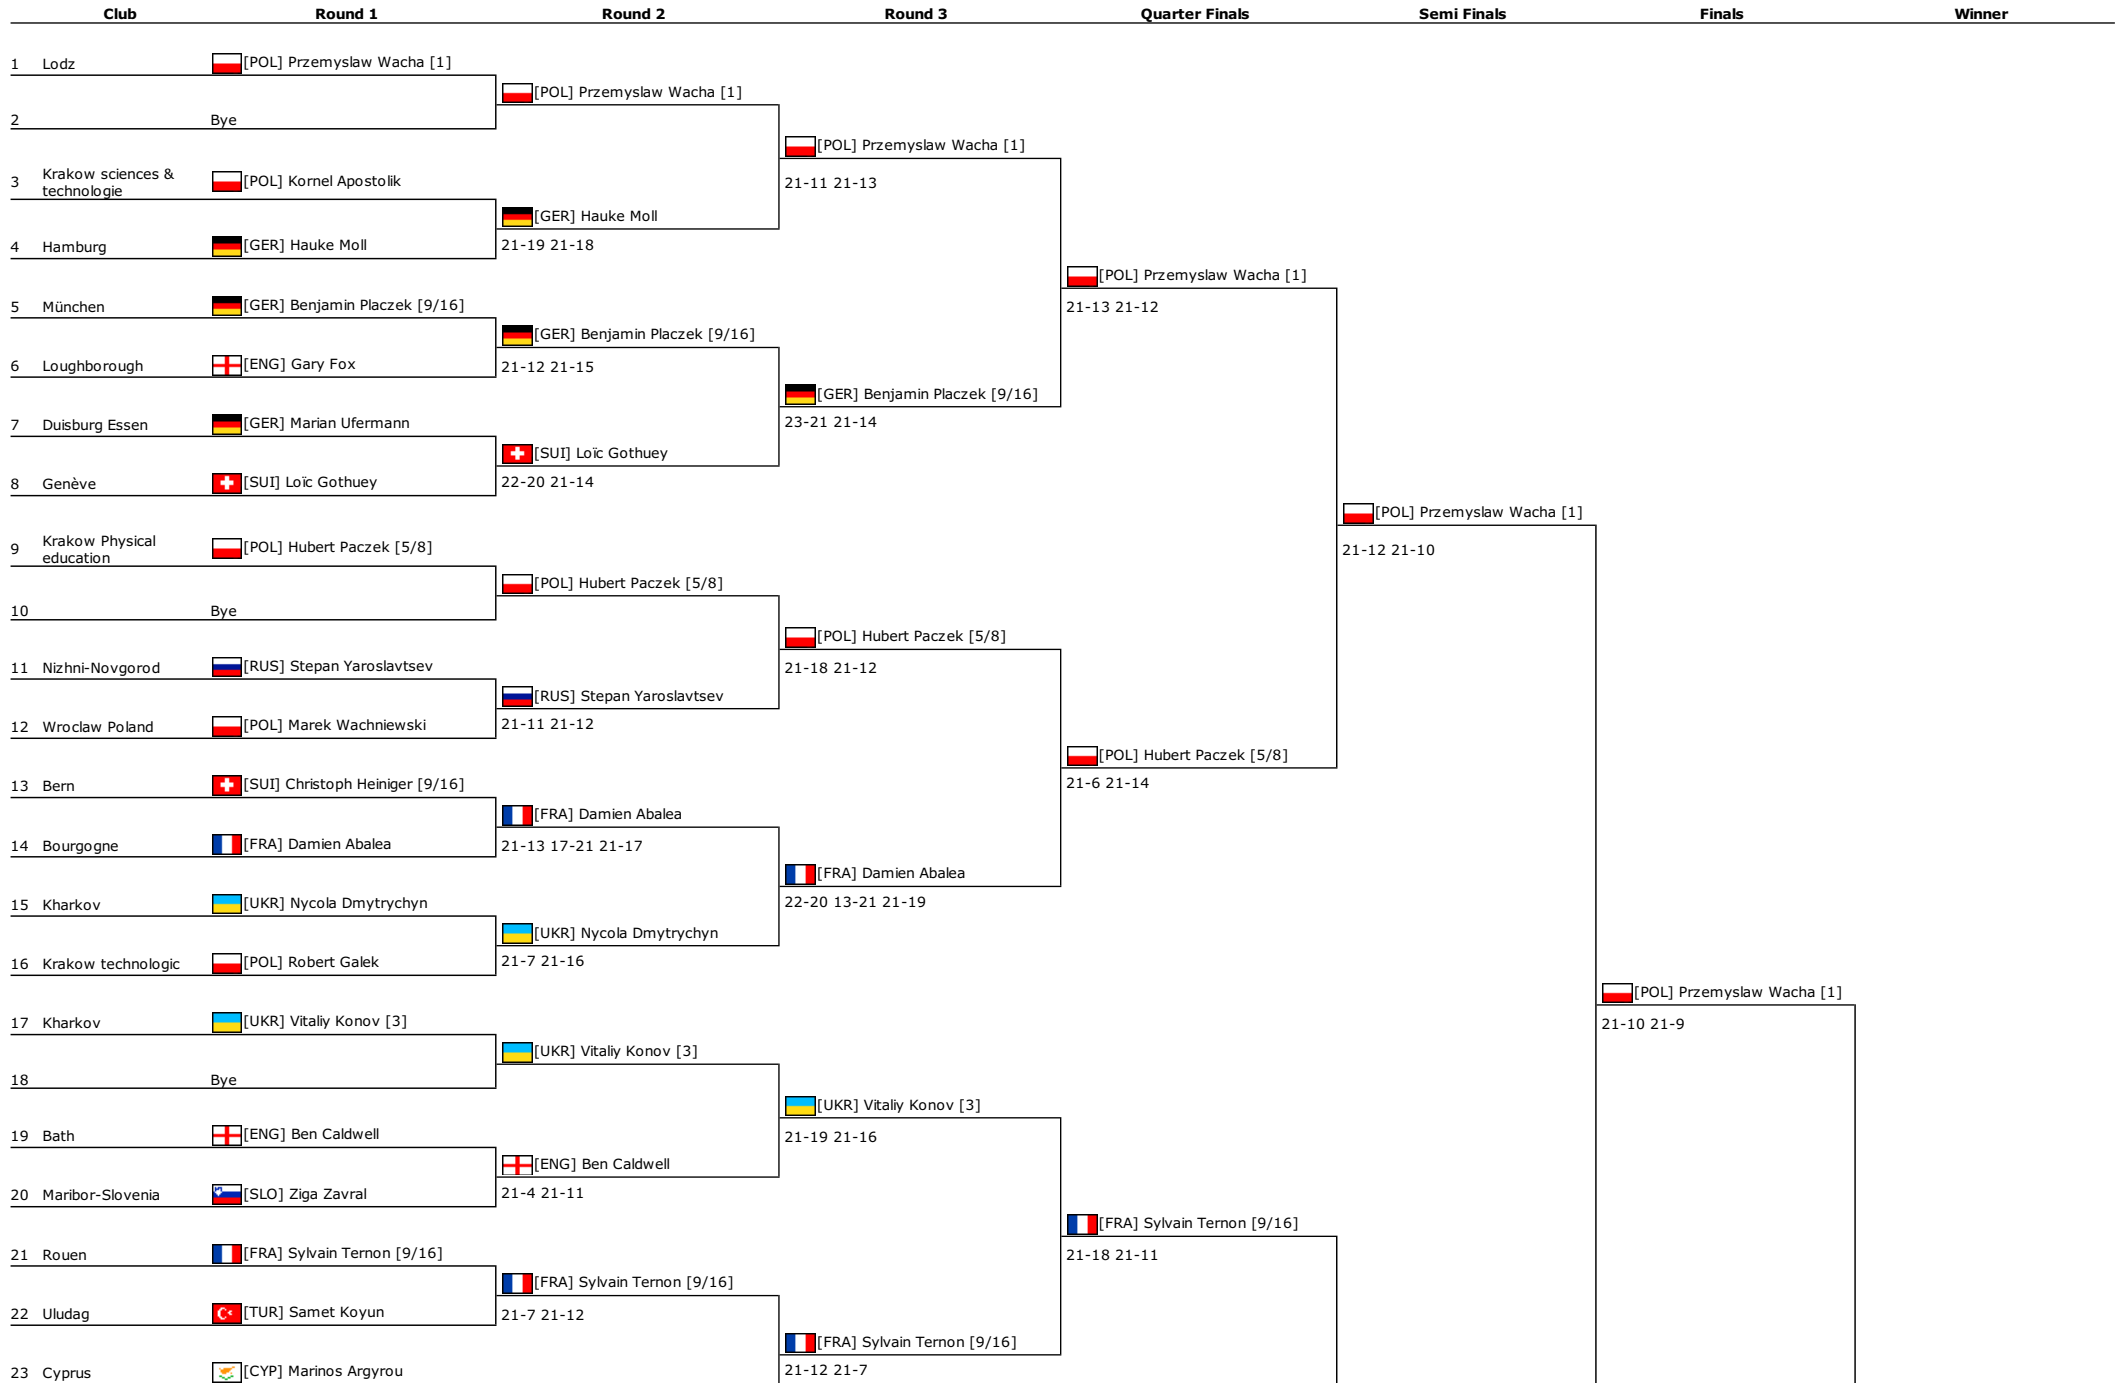 Club Round 1 Round 2 Round 3 Quarter Finals Semi Finals Finals Winner
1 Lodz [POL] Przemyslaw Wacha [1]
[POL] Przemyslaw Wacha [1]
2 Bye
[POL] Przemyslaw Wacha [1]
3 Krakow sciences & technologie [POL] Kornel Apostolik
21-11 21-13
[GER] Hauke Moll
4 Hamburg [GER] Hauke Moll
21-19 21-18
[POL] Przemyslaw Wacha [1]
5 München [GER] Benjamin Placzek [9/16]
21-13 21-12
[GER] Benjamin Placzek [9/16]
6 Loughborough [ENG] Gary Fox
21-12 21-15
[GER] Benjamin Placzek [9/16]
7 Duisburg Essen [GER] Marian Ufermann
23-21 21-14
[SUI] Loïc Gothuey
8 Genève [SUI] Loïc Gothuey
22-20 21-14
[POL] Przemyslaw Wacha [1]
9 Krakow Physical education [POL] Hubert Paczek [5/8]
21-12 21-10
[POL] Hubert Paczek [5/8]
10 Bye
[POL] Hubert Paczek [5/8]
11 Nizhni-Novgorod [RUS] Stepan Yaroslavtsev
21-18 21-12
[RUS] Stepan Yaroslavtsev
12 Wroclaw Poland [POL] Marek Wachniewski
21-11 21-12
[POL] Hubert Paczek [5/8]
13 Bern [SUI] Christoph Heiniger [9/16]
21-6 21-14
[FRA] Damien Abalea
14 Bourgogne [FRA] Damien Abalea
21-13 17-21 21-17
[FRA] Damien Abalea
15 Kharkov [UKR] Nycola Dmytrychyn
22-20 13-21 21-19
[UKR] Nycola Dmytrychyn
16 Krakow technologic [POL] Robert Galek
21-7 21-16
[POL] Przemyslaw Wacha [1]
17 Kharkov [UKR] Vitaliy Konov [3]
21-10 21-9
[UKR] Vitaliy Konov [3]
18 Bye
[UKR] Vitaliy Konov [3]
19 Bath [ENG] Ben Caldwell
21-19 21-16
[ENG] Ben Caldwell
20 Maribor-Slovenia [SLO] Ziga Zavral
21-4 21-11
[FRA] Sylvain Ternon [9/16]
21 Rouen [FRA] Sylvain Ternon [9/16]
21-18 21-11
[FRA] Sylvain Ternon [9/16]
22 Uludag [TUR] Samet Koyun
21-7 21-12
[FRA] Sylvain Ternon [9/16]
23 Cyprus [CYP] Marinos Argyrou
21-12 21-7